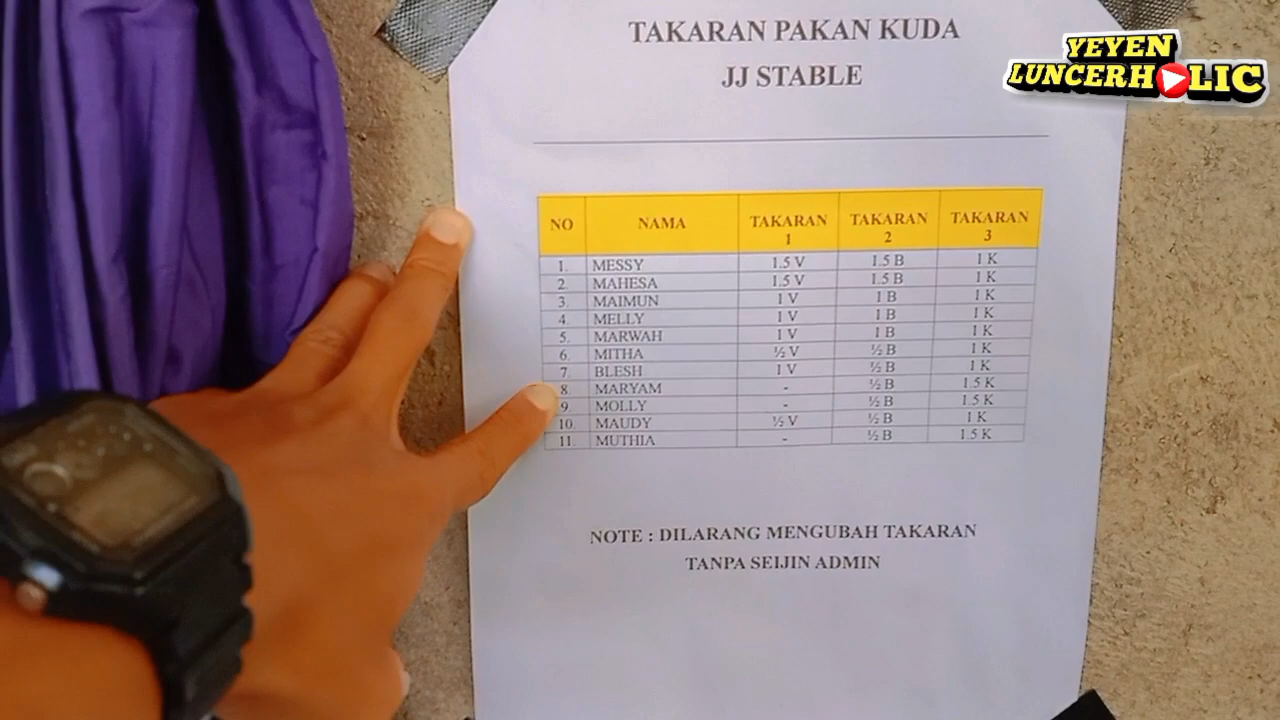 TAKARAN PAKAN KUDA
JJ STABLE
YEYEN
LUNCERHOLIC
NO NAMA TAKARAN 1 TAKARAN 2 TAKARAN 3
1. MESSY 1.5 V 1.5 B 1 K
2. MAHESA 1.5 V 1.5 B 1 K
3. MAIMUN 1 V 1 B 1 K
4. MELLY 1 V 1 B 1 K
5. MARWAH 1 V 1 B 1 K
6. MITHA ½ V ½ B 1 K
7. BLESH 1 V ½ B 1 K
8. MARYAM - ½ B 1.5 K
9. MOLLY - ½ B 1.5 K
10. MAUDY ½ V ½ B 1 K
11. MUTHIA - ½ B 1.5 K
NOTE : DILARANG MENGUBAH TAKARAN
TANPA SEIJIN ADMIN